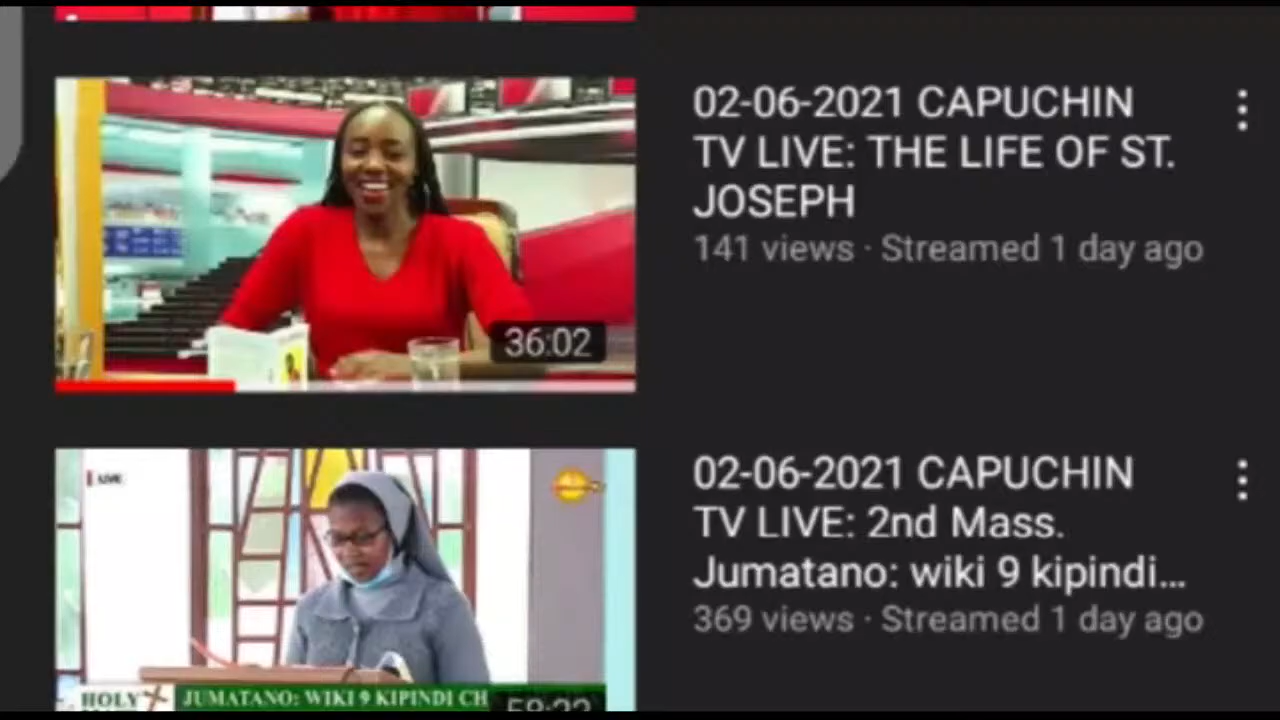 02-06-2021 CAPUCHIN
TV LIVE: THE LIFE OF ST.
JOSEPH
141 views · Streamed 1 day ago
36:02
02-06-2021 CAPUCHIN
TV LIVE: 2nd Mass.
Jumatano: wiki 9 kipindi...
369 views · Streamed 1 day ago
LIVE
HOLY
JUMATANO: WIKI 9 KIPINDI CH
58:22